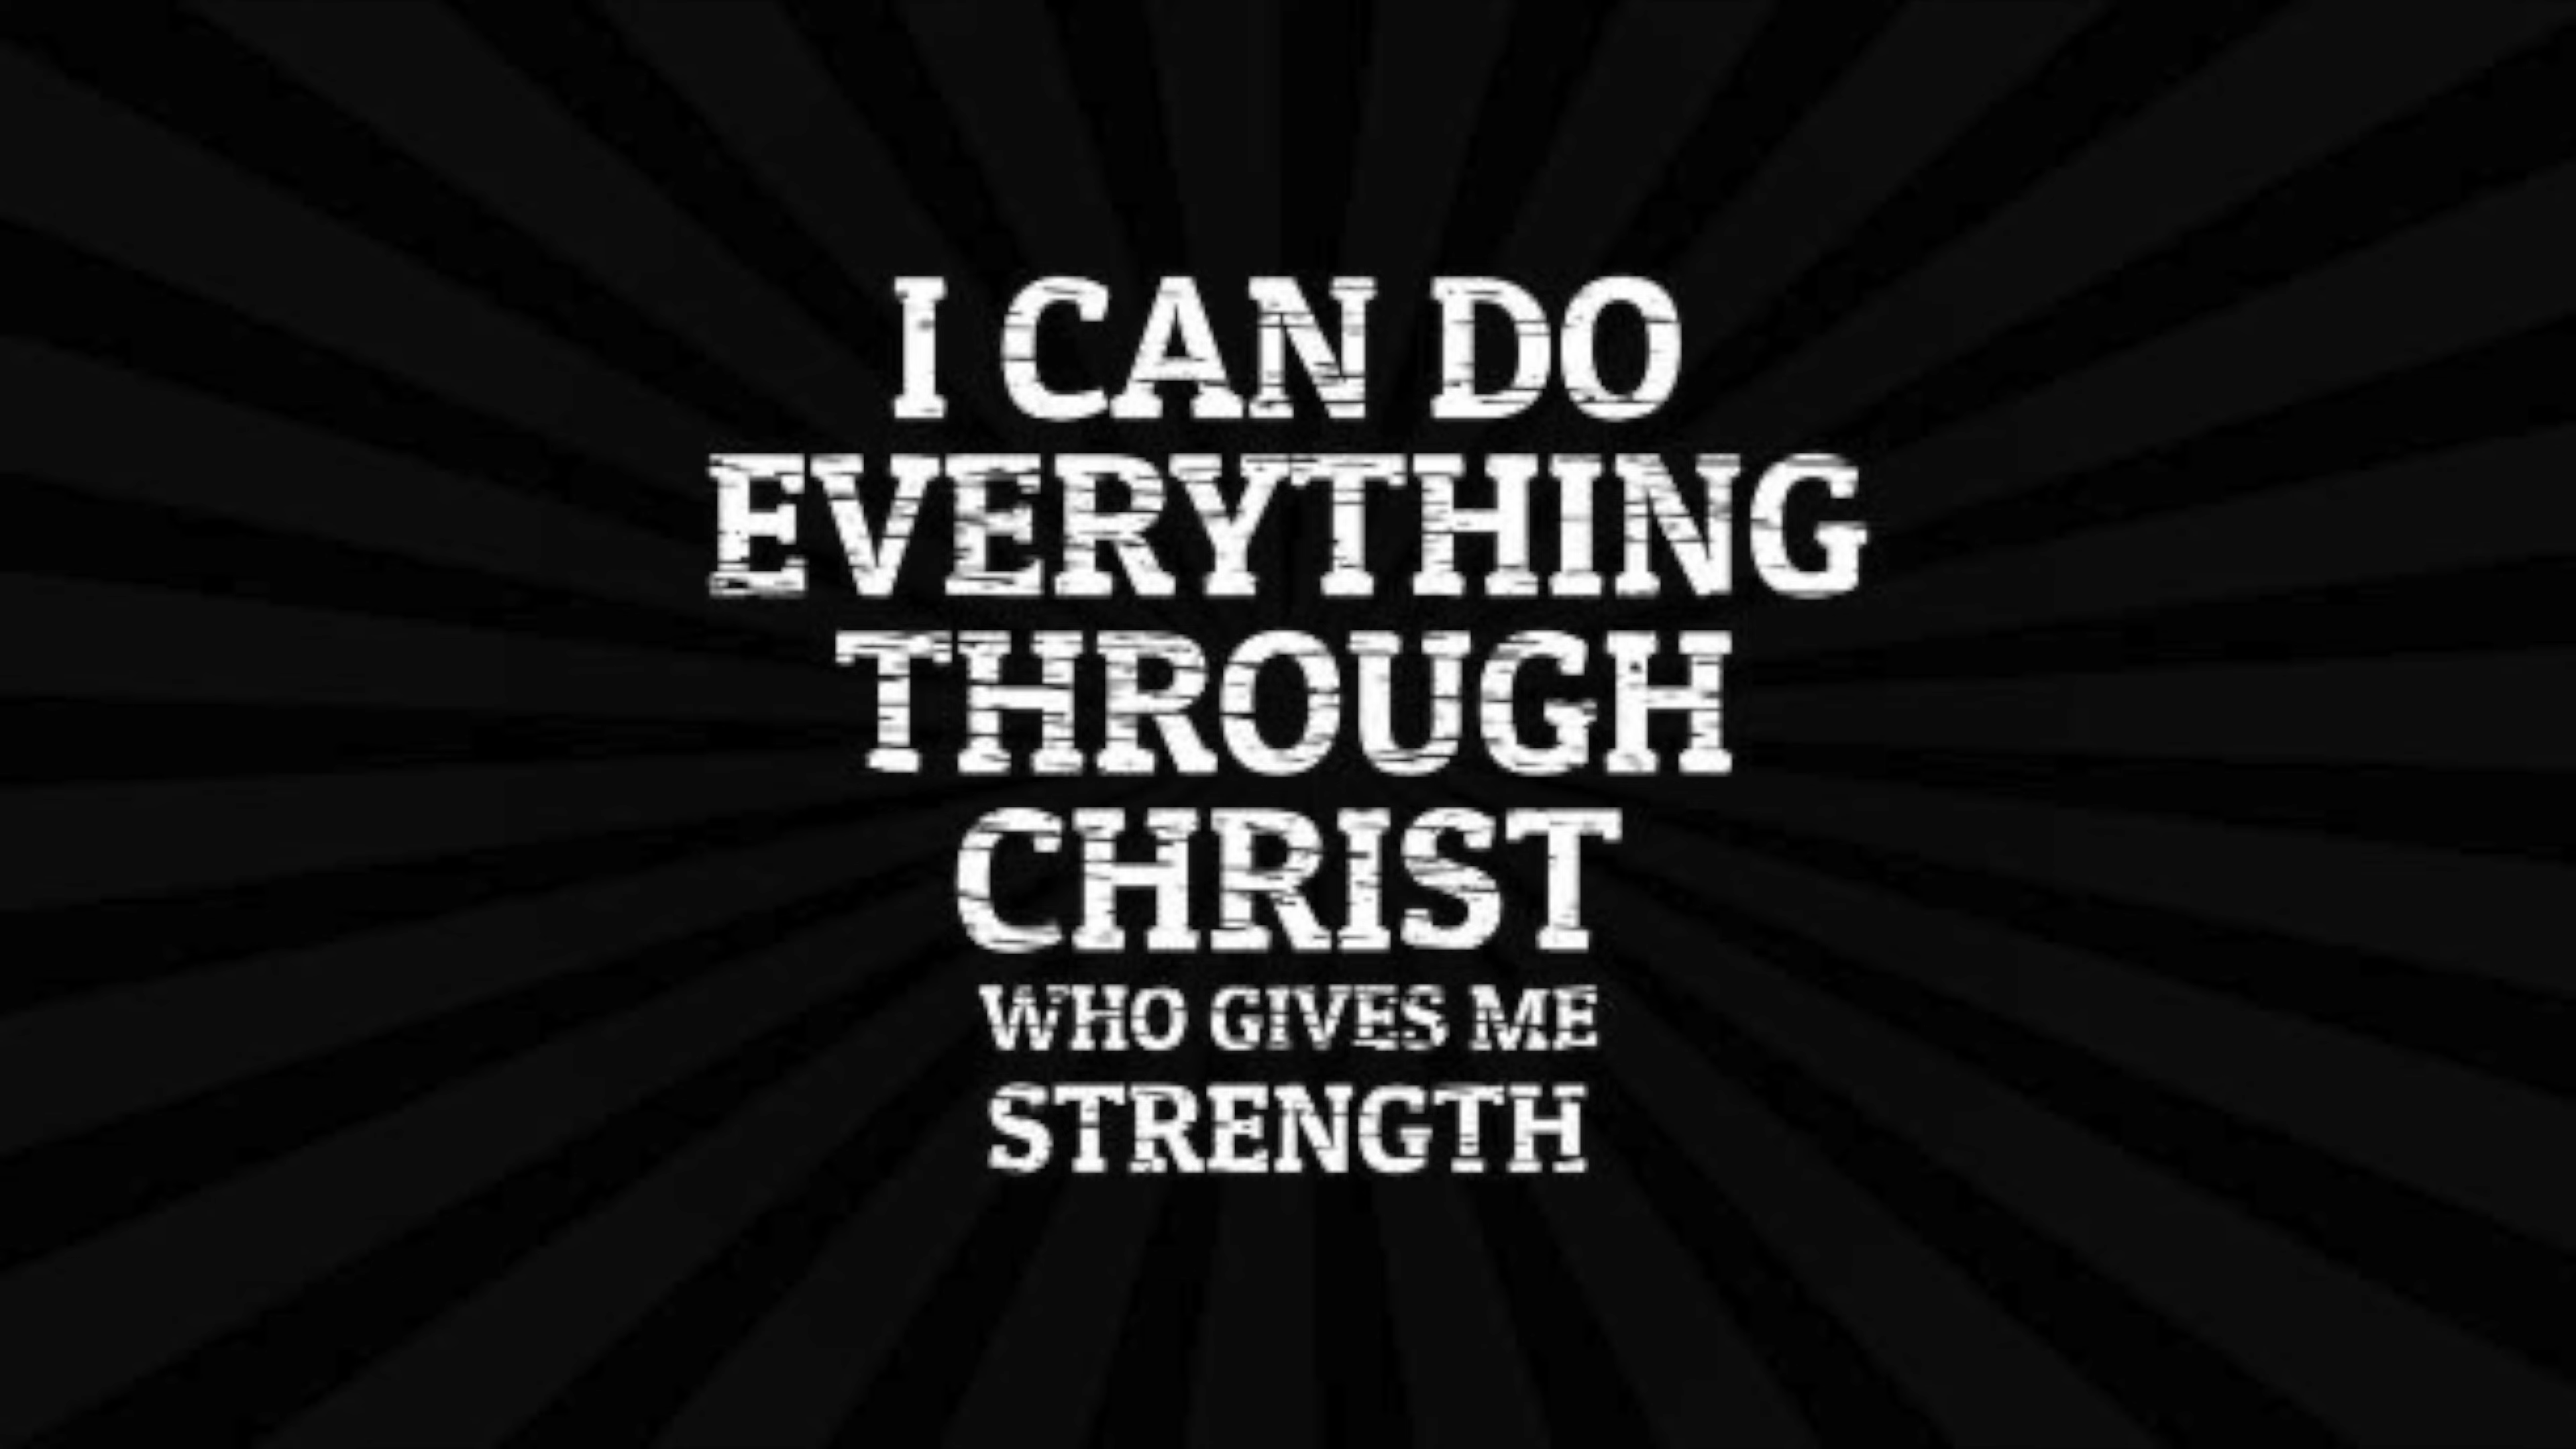 I CAN DO
EVERYTHING
THROUGH
CHRIST
WHO GIVES ME
STRENGTH